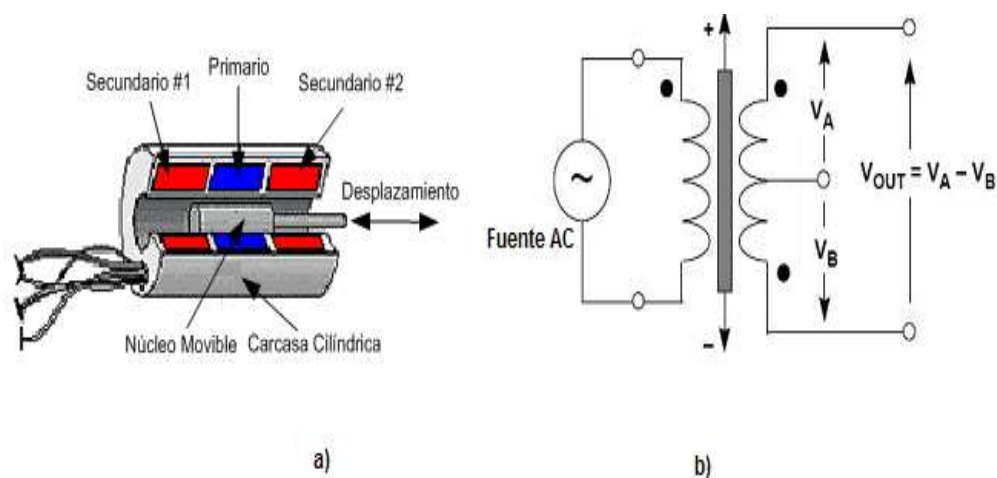 Secundario #1
Primario
Secundario #2
Desplazamiento
Núcleo Movible
Carcasa Cilíndrica
a)
+
Fuente AC
~
VA
VB
VOUT = VA – VB
–
b)